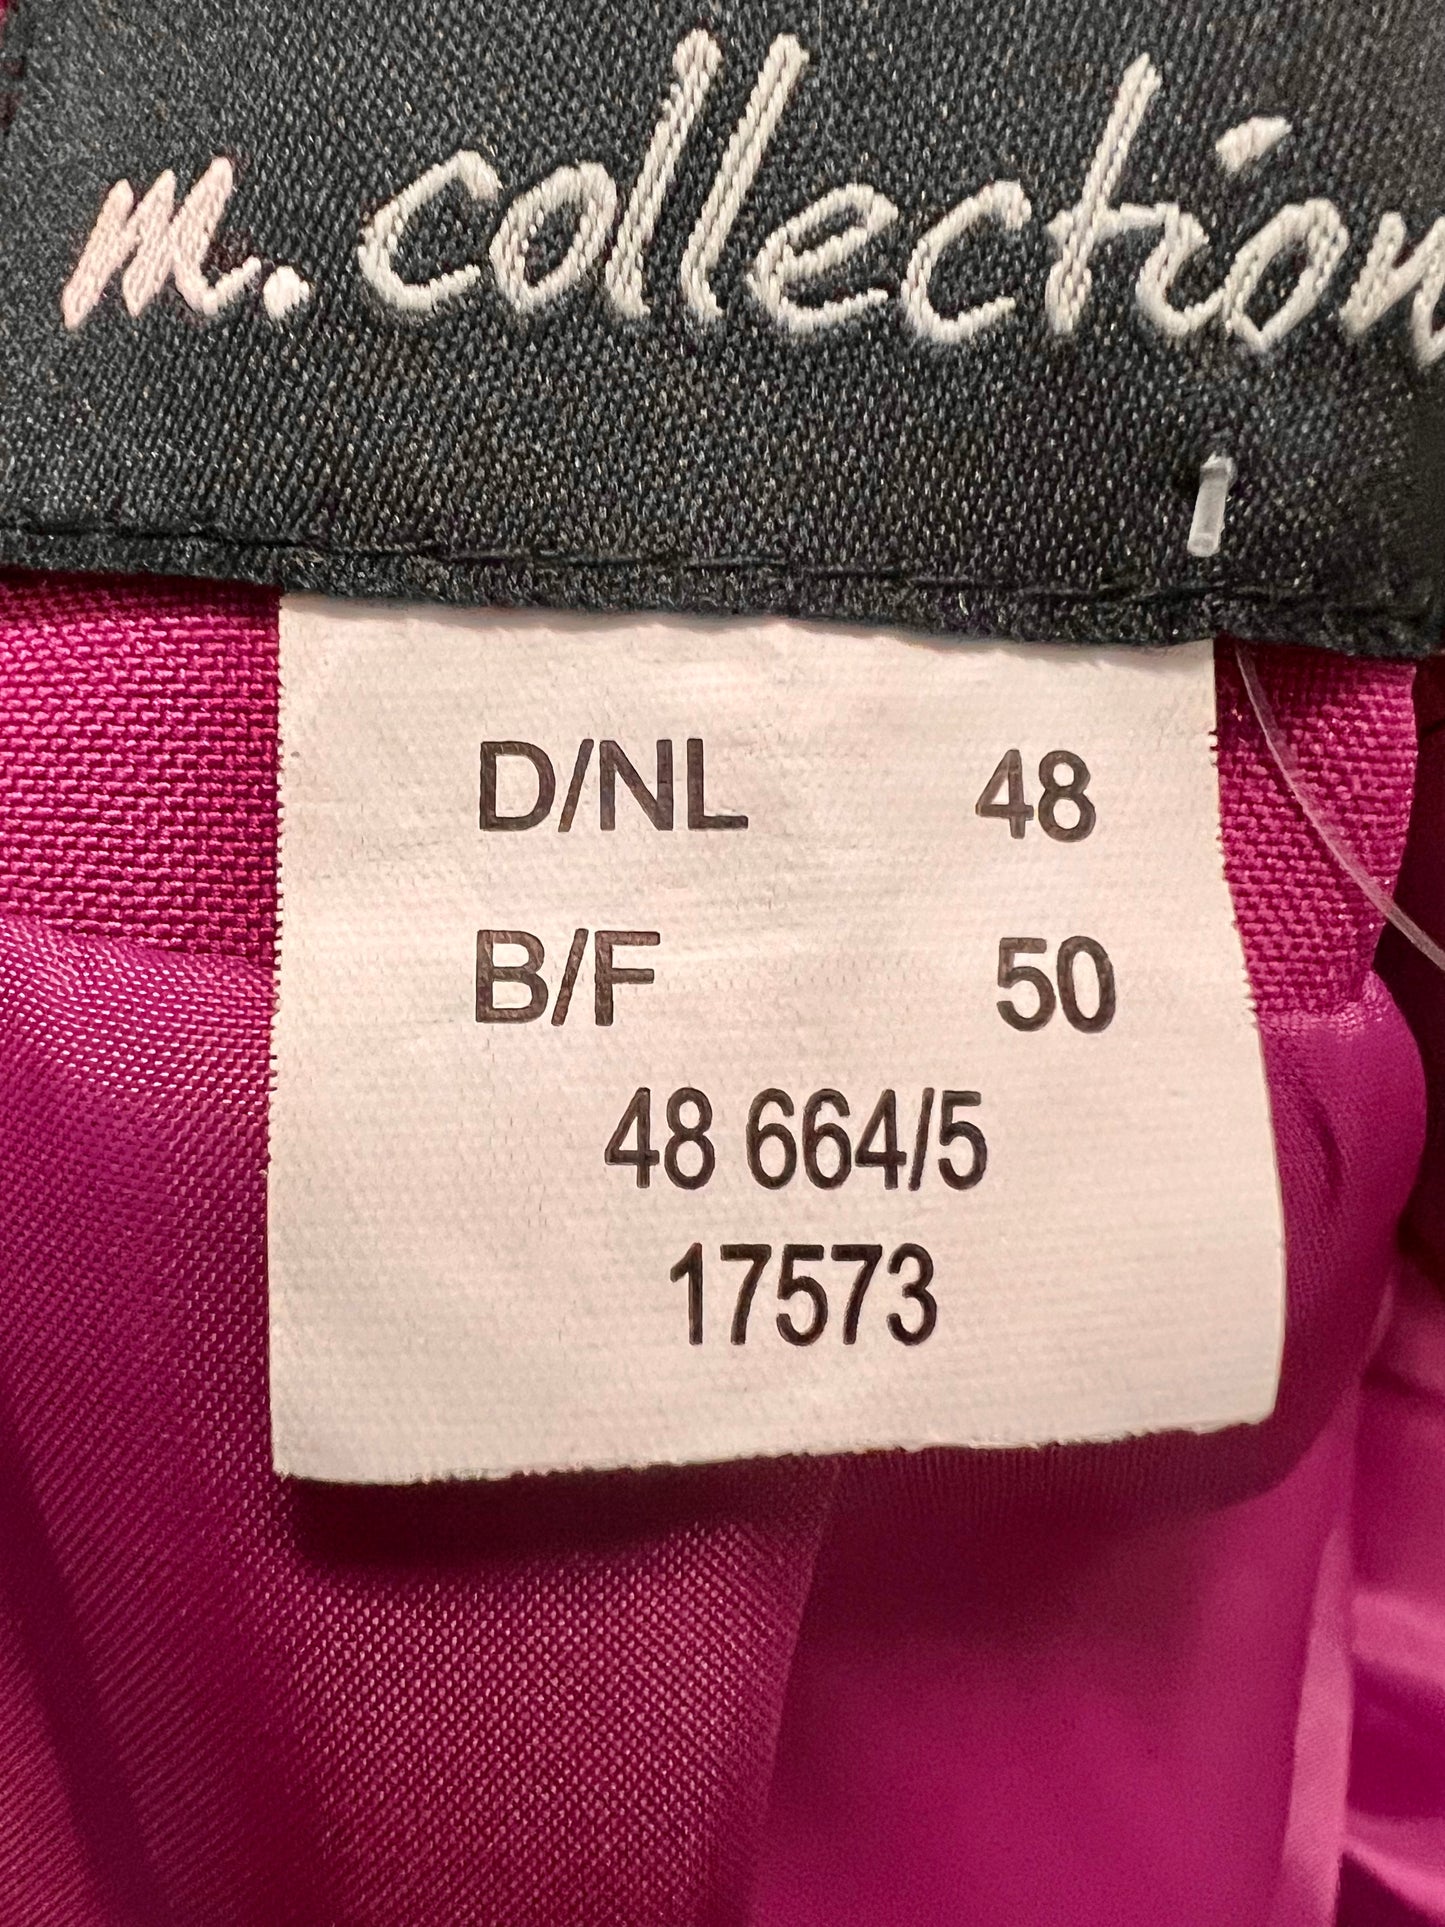 m. collection
D/NL 48
B/F 50
48 664/5
17573